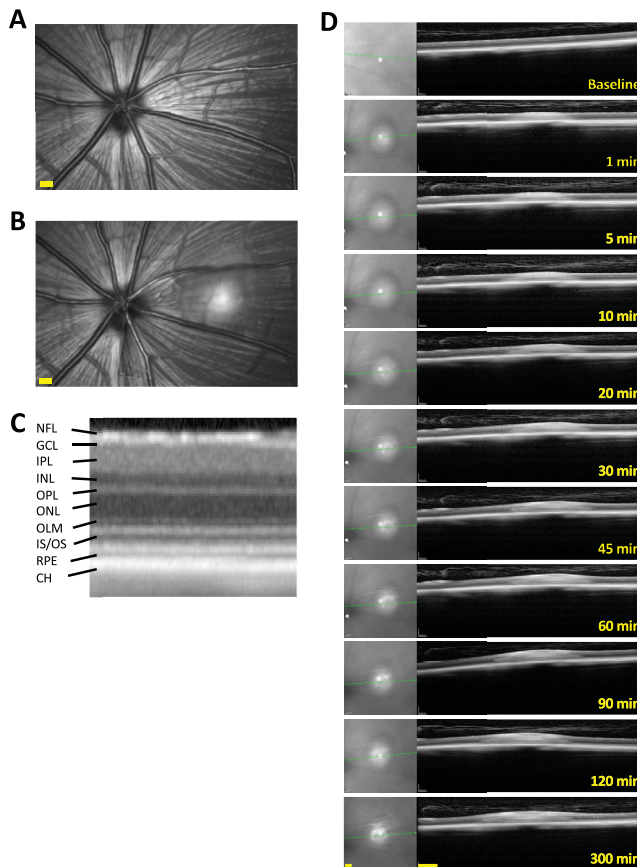 A
B
C
NFL
GCL
IPL
INL
OPL
ONL
OLM
IS/OS
RPE
CH
D
Baseline
1 min
5 min
10 min
20 min
30 min
45 min
60 min
90 min
120 min
300 min